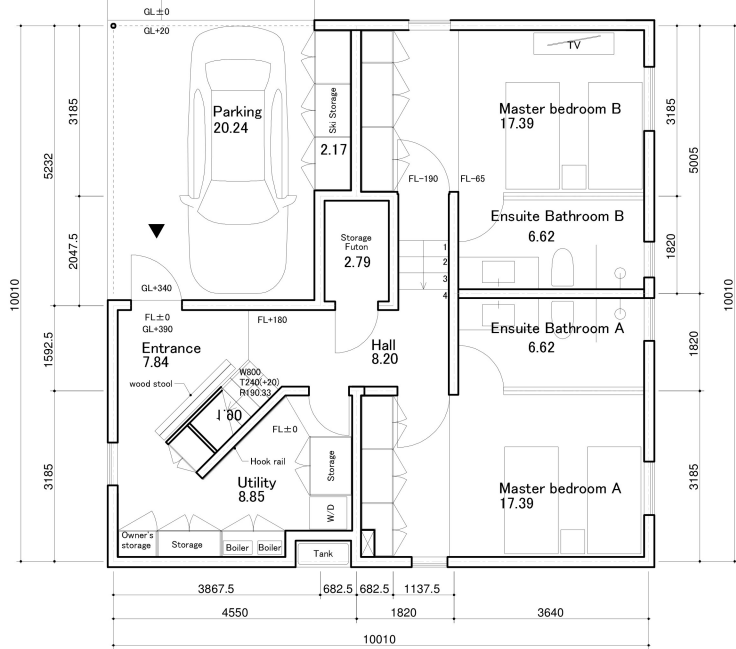 GL±0
GL+20
TV
Parking
20.24
Ski Storage
2.17
Master bedroom B
17.39
FL-190
FL-65
Ensuite Bathroom B
6.62
Storage
Futon
2.79
1
2
3
4
GL+340
FL±0
GL+390
FL+180
Entrance
7.84
Hall
8.20
Ensuite Bathroom A
6.62
W800
T240(+20)
R190.33
wood stool
1.90
FL±0
Hook rail
Utility
8.85
Storage
W/D
Master bedroom A
17.39
Owner's
storage
Storage
Boiler
Boiler
Tank
10010
5232
3185
2047.5
1592.5
3185
3185
5005
1820
1820
3185
10010
3867.5
682.5
682.5
1137.5
4550
1820
3640
10010